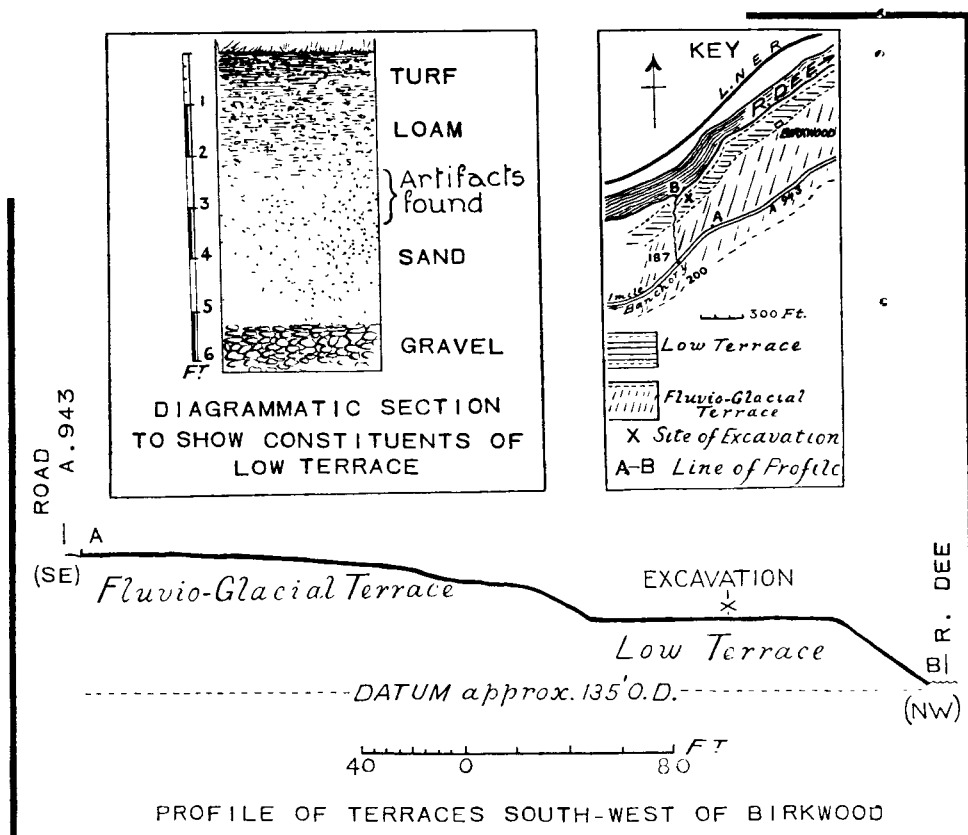 TURF
1
LOAM
2
Artifacts
found
3
SAND
4
5
GRAVEL
6
FT
DIAGRAMMATIC SECTION
TO SHOW CONSTITUENTS OF
LOW TERRACE
KEY
L.N.E.R
R. DEE
BIRKWOOD
B
X
A
A 943
187
200
1 mile
Banchory
300 Ft.
Low Terrace
Fluvio-Glacial
Terrace
X Site of Excavation
A-B Line of Profile
ROAD
A.943
A
(SE)
Fluvio-Glacial Terrace
EXCAVATION
X
Low Terrace
R. DEE
B
(NW)
DATUM approx. 135' O.D.
FT
40 0 80
PROFILE OF TERRACES SOUTH-WEST OF BIRKWOOD